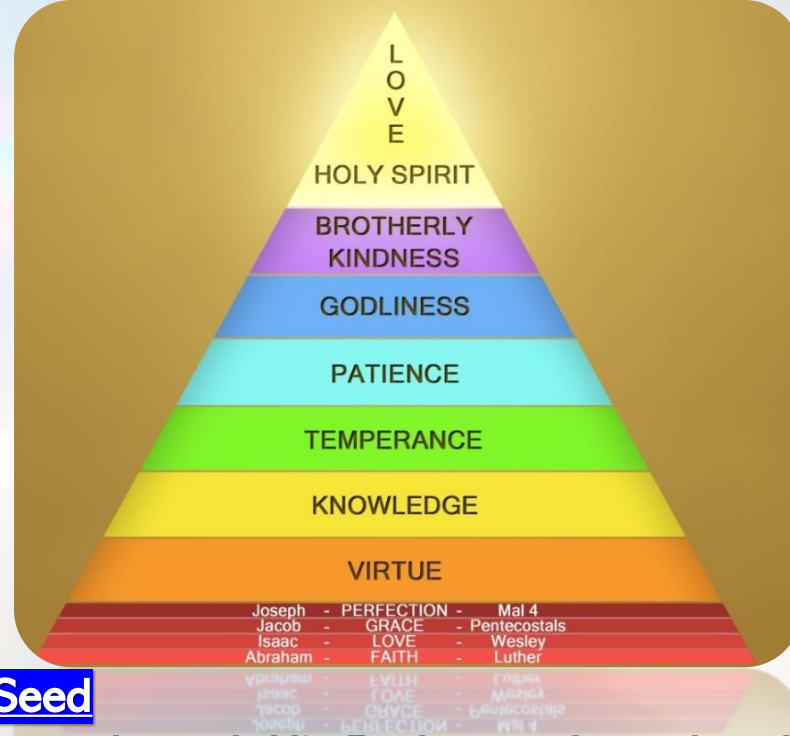 L
O
V
E
HOLY SPIRIT
BROTHERLY
KINDNESS
GODLINESS
PATIENCE
TEMPERANCE
KNOWLEDGE
VIRTUE
Joseph - PERFECTION - Mal 4
Jacob - GRACE - Pentecostals
Isaac - LOVE - Wesley
Abraham - FAITH - Luther
Seed